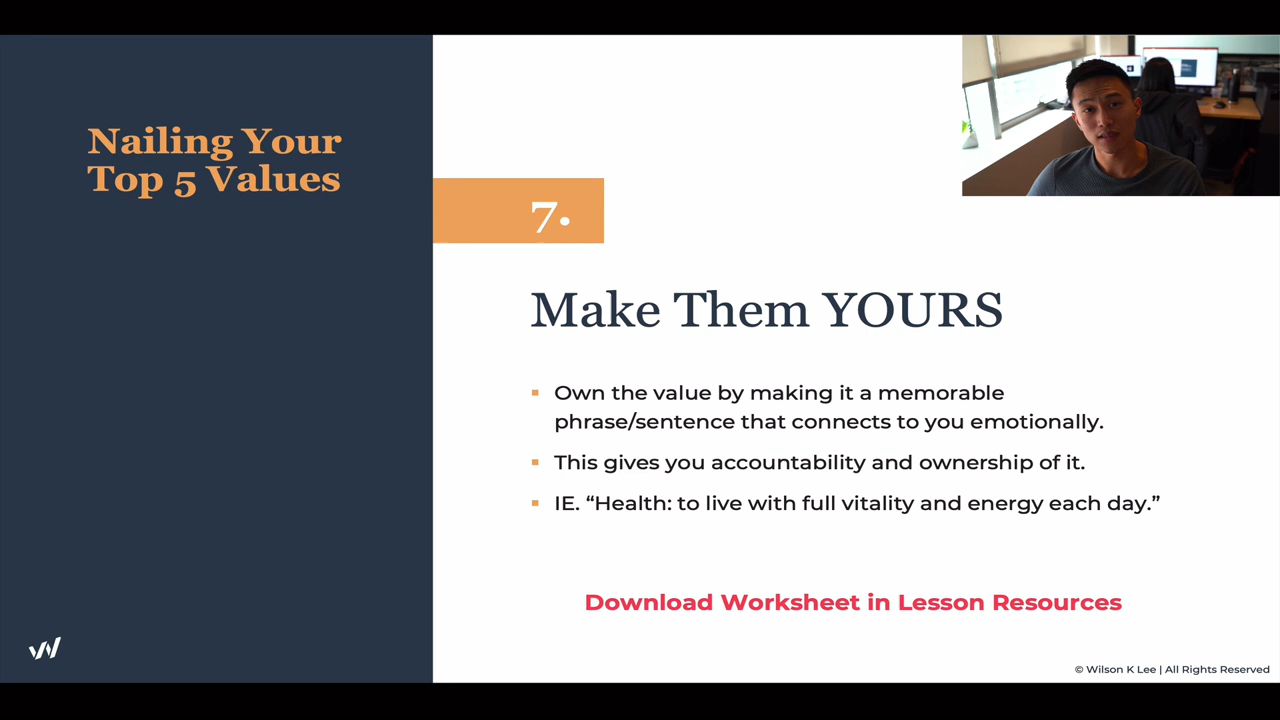 Nailing Your
Top 5 Values
7.
Make Them YOURS
Own the value by making it a memorable
phrase/sentence that connects to you emotionally.
This gives you accountability and ownership of it.
IE. “Health: to live with full vitality and energy each day.”
Download Worksheet in Lesson Resources
© Wilson K Lee | All Rights Reserved